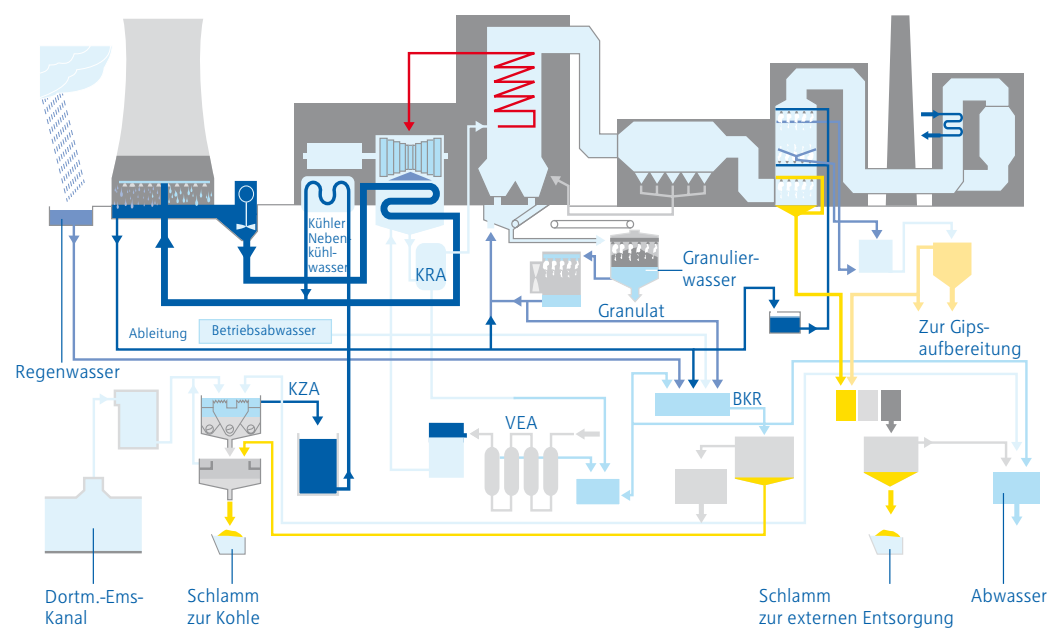 Kühler
Neben-
kühl-
wasser
KRA
Granulier-
wasser
Granulat
Ableitung
Betriebsabwasser
Zur Gips-
aufbereitung
Regenwasser
KZA
BKR
VEA
Dortm.-Ems-
Kanal
Schlamm
zur Kohle
Schlamm
zur externen Entsorgung
Abwasser